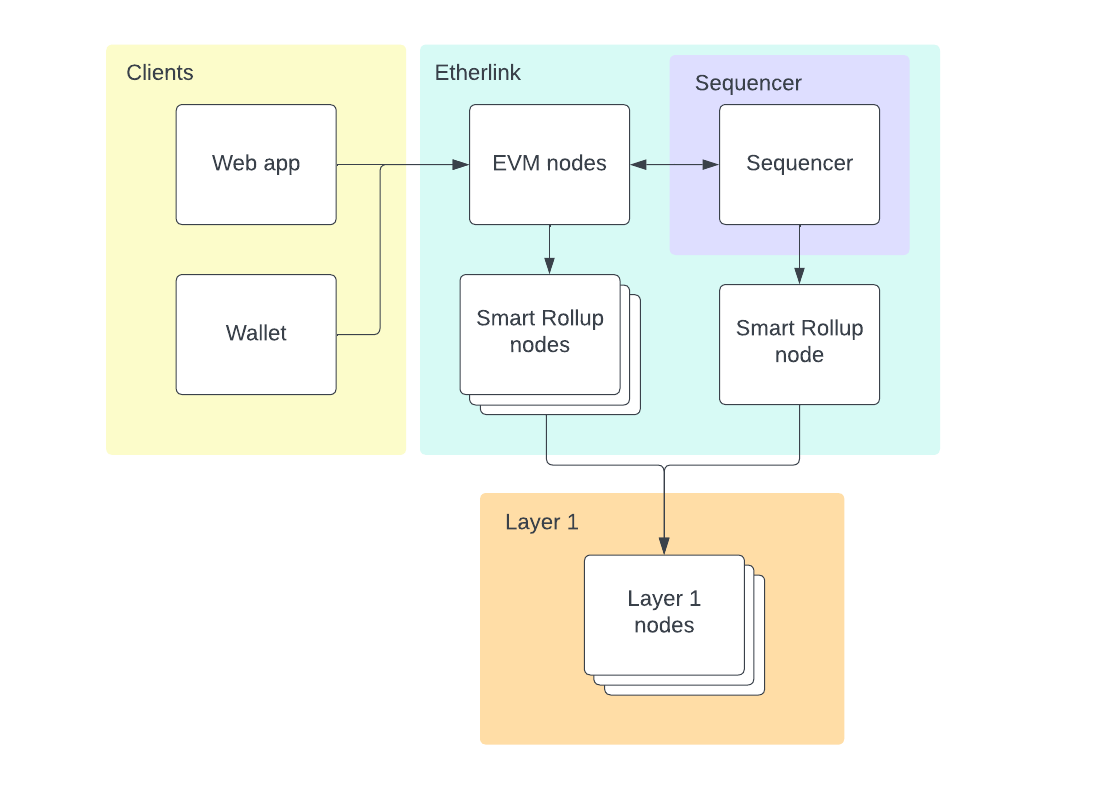 Clients
Web app
Wallet
Etherlink
EVM nodes
Smart Rollup
nodes
Sequencer
Sequencer
Smart Rollup
node
Layer 1
Layer 1
nodes